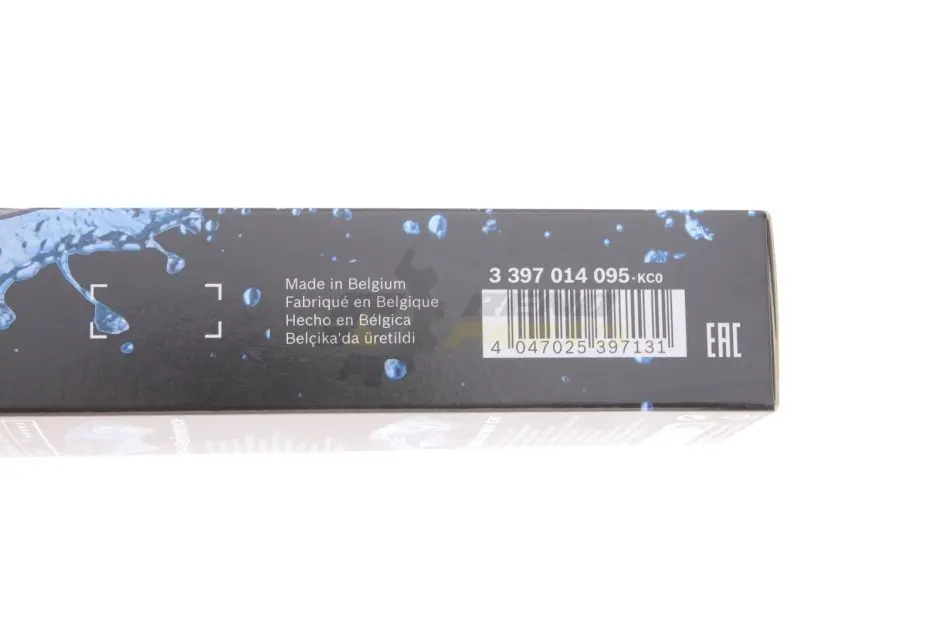 Made in Belgium
Fabriqué en Belgique
Hecho en Bélgica
Belçika'da üretildi
3 397 014 095-KC0
4 047025 397131
EAC